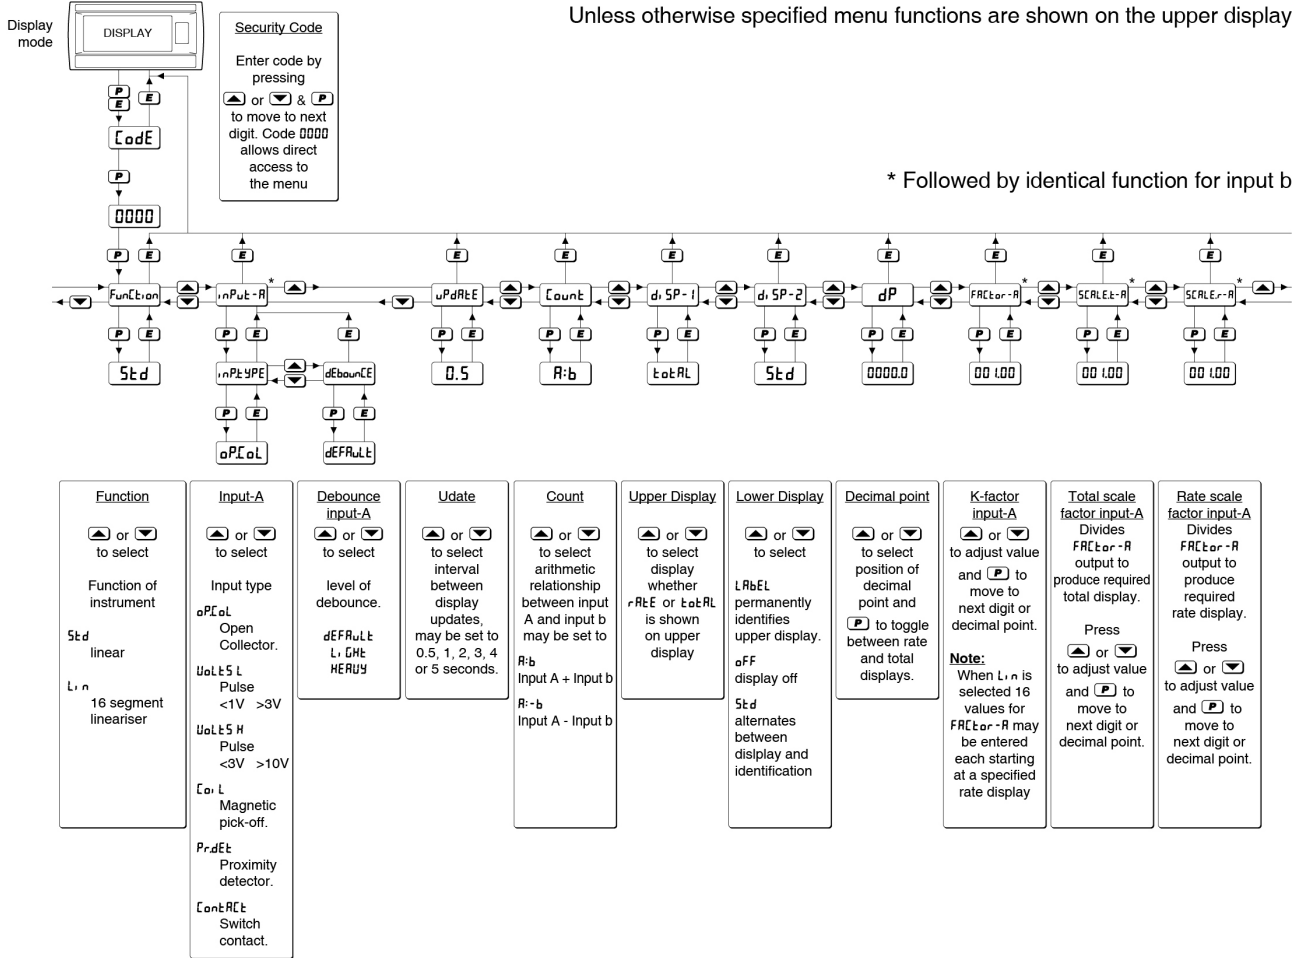 Unless otherwise specified menu functions are shown on the upper display
Display
mode
DISPLAY
Security Code
Enter code by
pressing
or & P
to move to next
digit. Code 0000
allows direct
access to
the menu
P
E
E
CodE
P
* Followed by identical function for input b
0000
P E E E E E E E E E E
FunCtion inPut-A * uPdAtE Count diSP-1 diSP-2 dP FACtor-A * SCALE.t-A * SCALE.r-A *
P E P E E P E P E P E P E P E P E P E P E
Std inP.tYPE dEbounCE 0.5 A:b totAL Std 0000.0 001.00 001.00 001.00
P E P E
oP.CoL dEFAuLt
Function
or
to select
Function of
instrument
Std
linear
Lin
16 segment
lineariser
Input-A
or
to select
Input type
oP.CoL
Open
Collector.
VoLtS L
Pulse
<1V >3V
VoLtS H
Pulse
<3V >10V
CoiL
Magnetic
pick-off.
Pr.dEt
Proximity
detector.
ContACt
Switch
contact.
Debounce
input-A
or
to select
level of
debounce.
dEFAuLt
LiGHt
HEAVY
Udate
or
to select
interval
between
display
updates,
may be set to
0.5, 1, 2, 3, 4
or 5 seconds.
Count
or
to select
arithmetic
relationship
between input
A and input b
may be set to
A:b
Input A + Input b
A:-b
Input A - Input b
Upper Display
or
to select
display
whether
rAtE or totAL
is shown
on upper
display
Lower Display
or
to select
LAbEL
permanently
identifies
upper display.
oFF
display off
Std
alternates
between
dislplay and
identification
Decimal point
or
to select
position of
decimal
point and
P to toggle
between rate
and total
displays.
K-factor
input-A
or
to adjust value
and P to
move to
next digit or
decimal point.
Note:
When Lin is
selected 16
values for
FACtor-A may
be entered
each starting
at a specified
rate display
Total scale
factor input-A
Divides
FACtor-A
output to
produce required
total display.
Press
or
to adjust value
and P to
move to
next digit or
decimal point.
Rate scale
factor input-A
Divides
FACtor-A
output to
produce
required
rate display.
Press
or
to adjust value
and P to
move to
next digit or
decimal point.